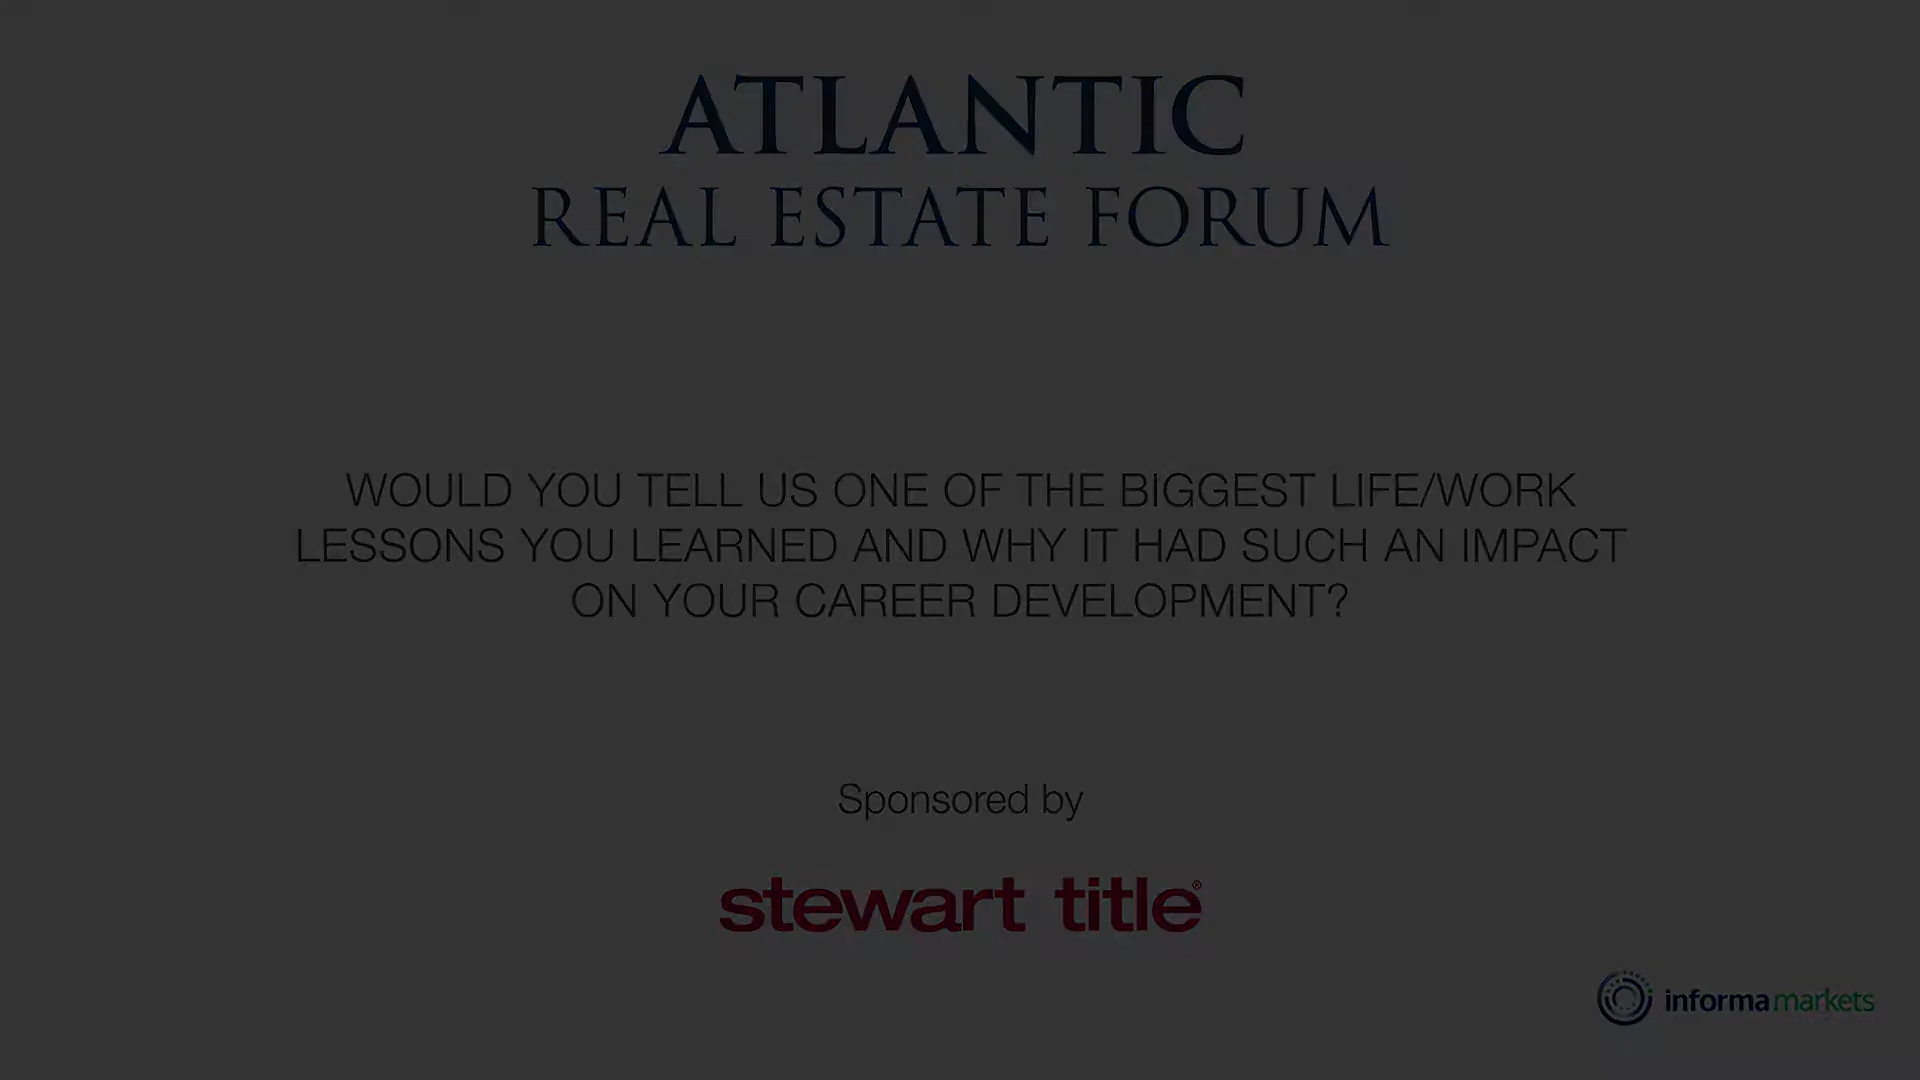 ATLANTIC
REAL ESTATE FORUM
WOULD YOU TELL US ONE OF THE BIGGEST LIFE/WORK
LESSONS YOU LEARNED AND WHY IT HAD SUCH AN IMPACT
ON YOUR CAREER DEVELOPMENT?
Sponsored by
stewart title®
informa markets